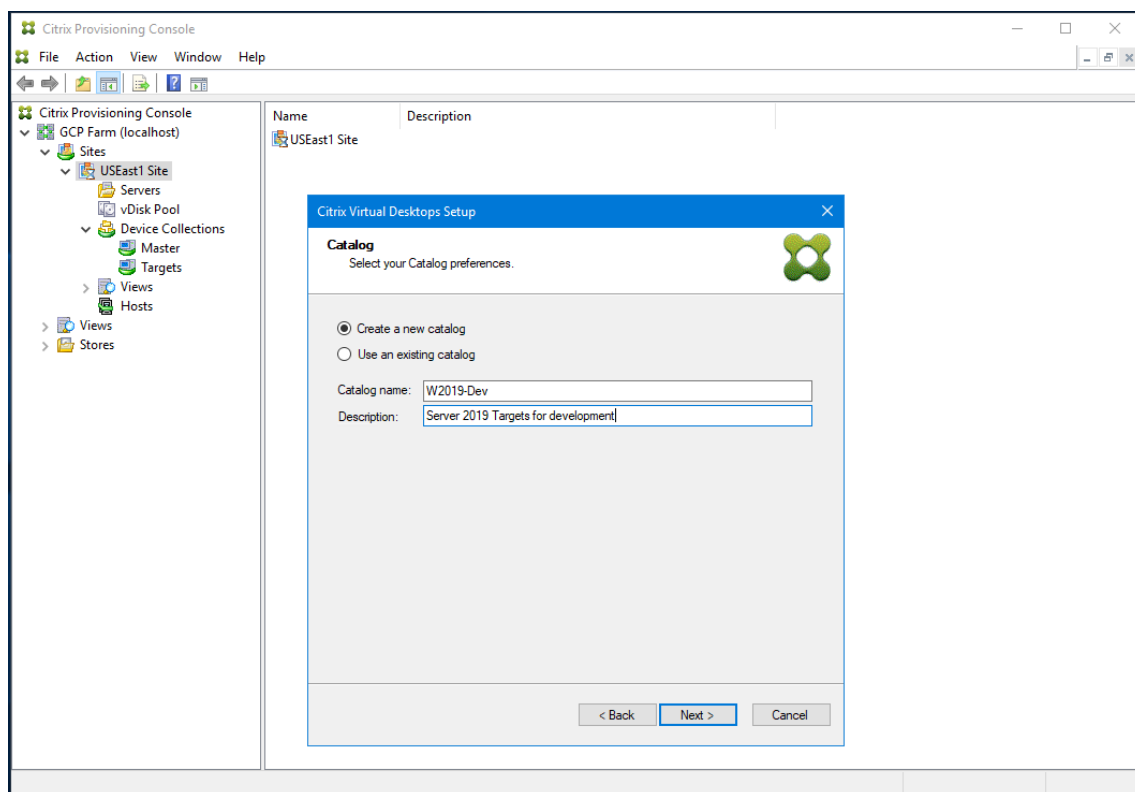 Citrix Provisioning Console
File Action View Window Help
Citrix Provisioning Console
GCP Farm (localhost)
Sites
USEast1 Site
Servers
vDisk Pool
Device Collections
Master
Targets
Views
Hosts
Views
Stores
Name Description
USEast1 Site
Citrix Virtual Desktops Setup
Catalog
Select your Catalog preferences.
Create a new catalog
Use an existing catalog
Catalog name: W2019-Dev
Description: Server 2019 Targets for development
< Back Next > Cancel